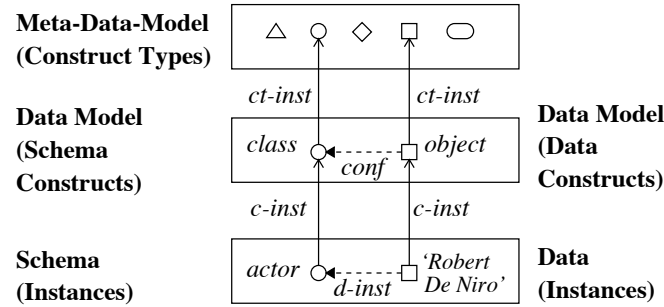 Meta-Data-Model
(Construct Types)
ct-inst ct-inst
Data Model
(Schema
Constructs)
class object
conf
Data Model
(Data
Constructs)
c-inst c-inst
Schema
(Instances)
actor ‘Robert
De Niro’
d-inst
Data
(Instances)